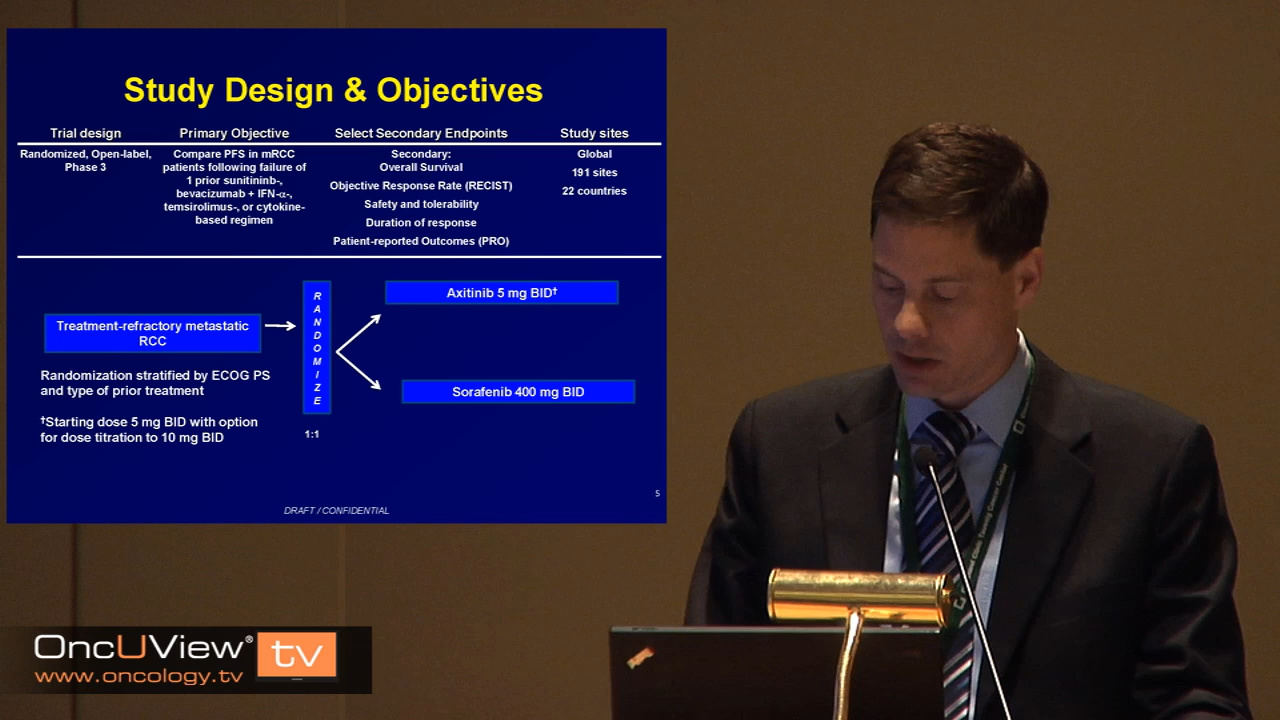 Study Design & Objectives
Trial design
Primary Objective
Select Secondary Endpoints
Study sites
Randomized, Open-label,
Phase 3
Compare PFS in mRCC
patients following failure of
1 prior sunitininb-,
bevacizumab + IFN-α-,
temsirolimus-, or cytokine-
based regimen
Secondary:
Overall Survival
Objective Response Rate (RECIST)
Safety and tolerability
Duration of response
Patient-reported Outcomes (PRO)
Global
191 sites
22 countries
Treatment-refractory metastatic
RCC
R
A
N
D
O
M
I
Z
E
1:1
Axitinib 5 mg BID†
Sorafenib 400 mg BID
Randomization stratified by ECOG PS
and type of prior treatment
†Starting dose 5 mg BID with option
for dose titration to 10 mg BID
5
DRAFT / CONFIDENTIAL
OncUView® tv
www.oncology.tv
Clinic Taussig Cancer Center